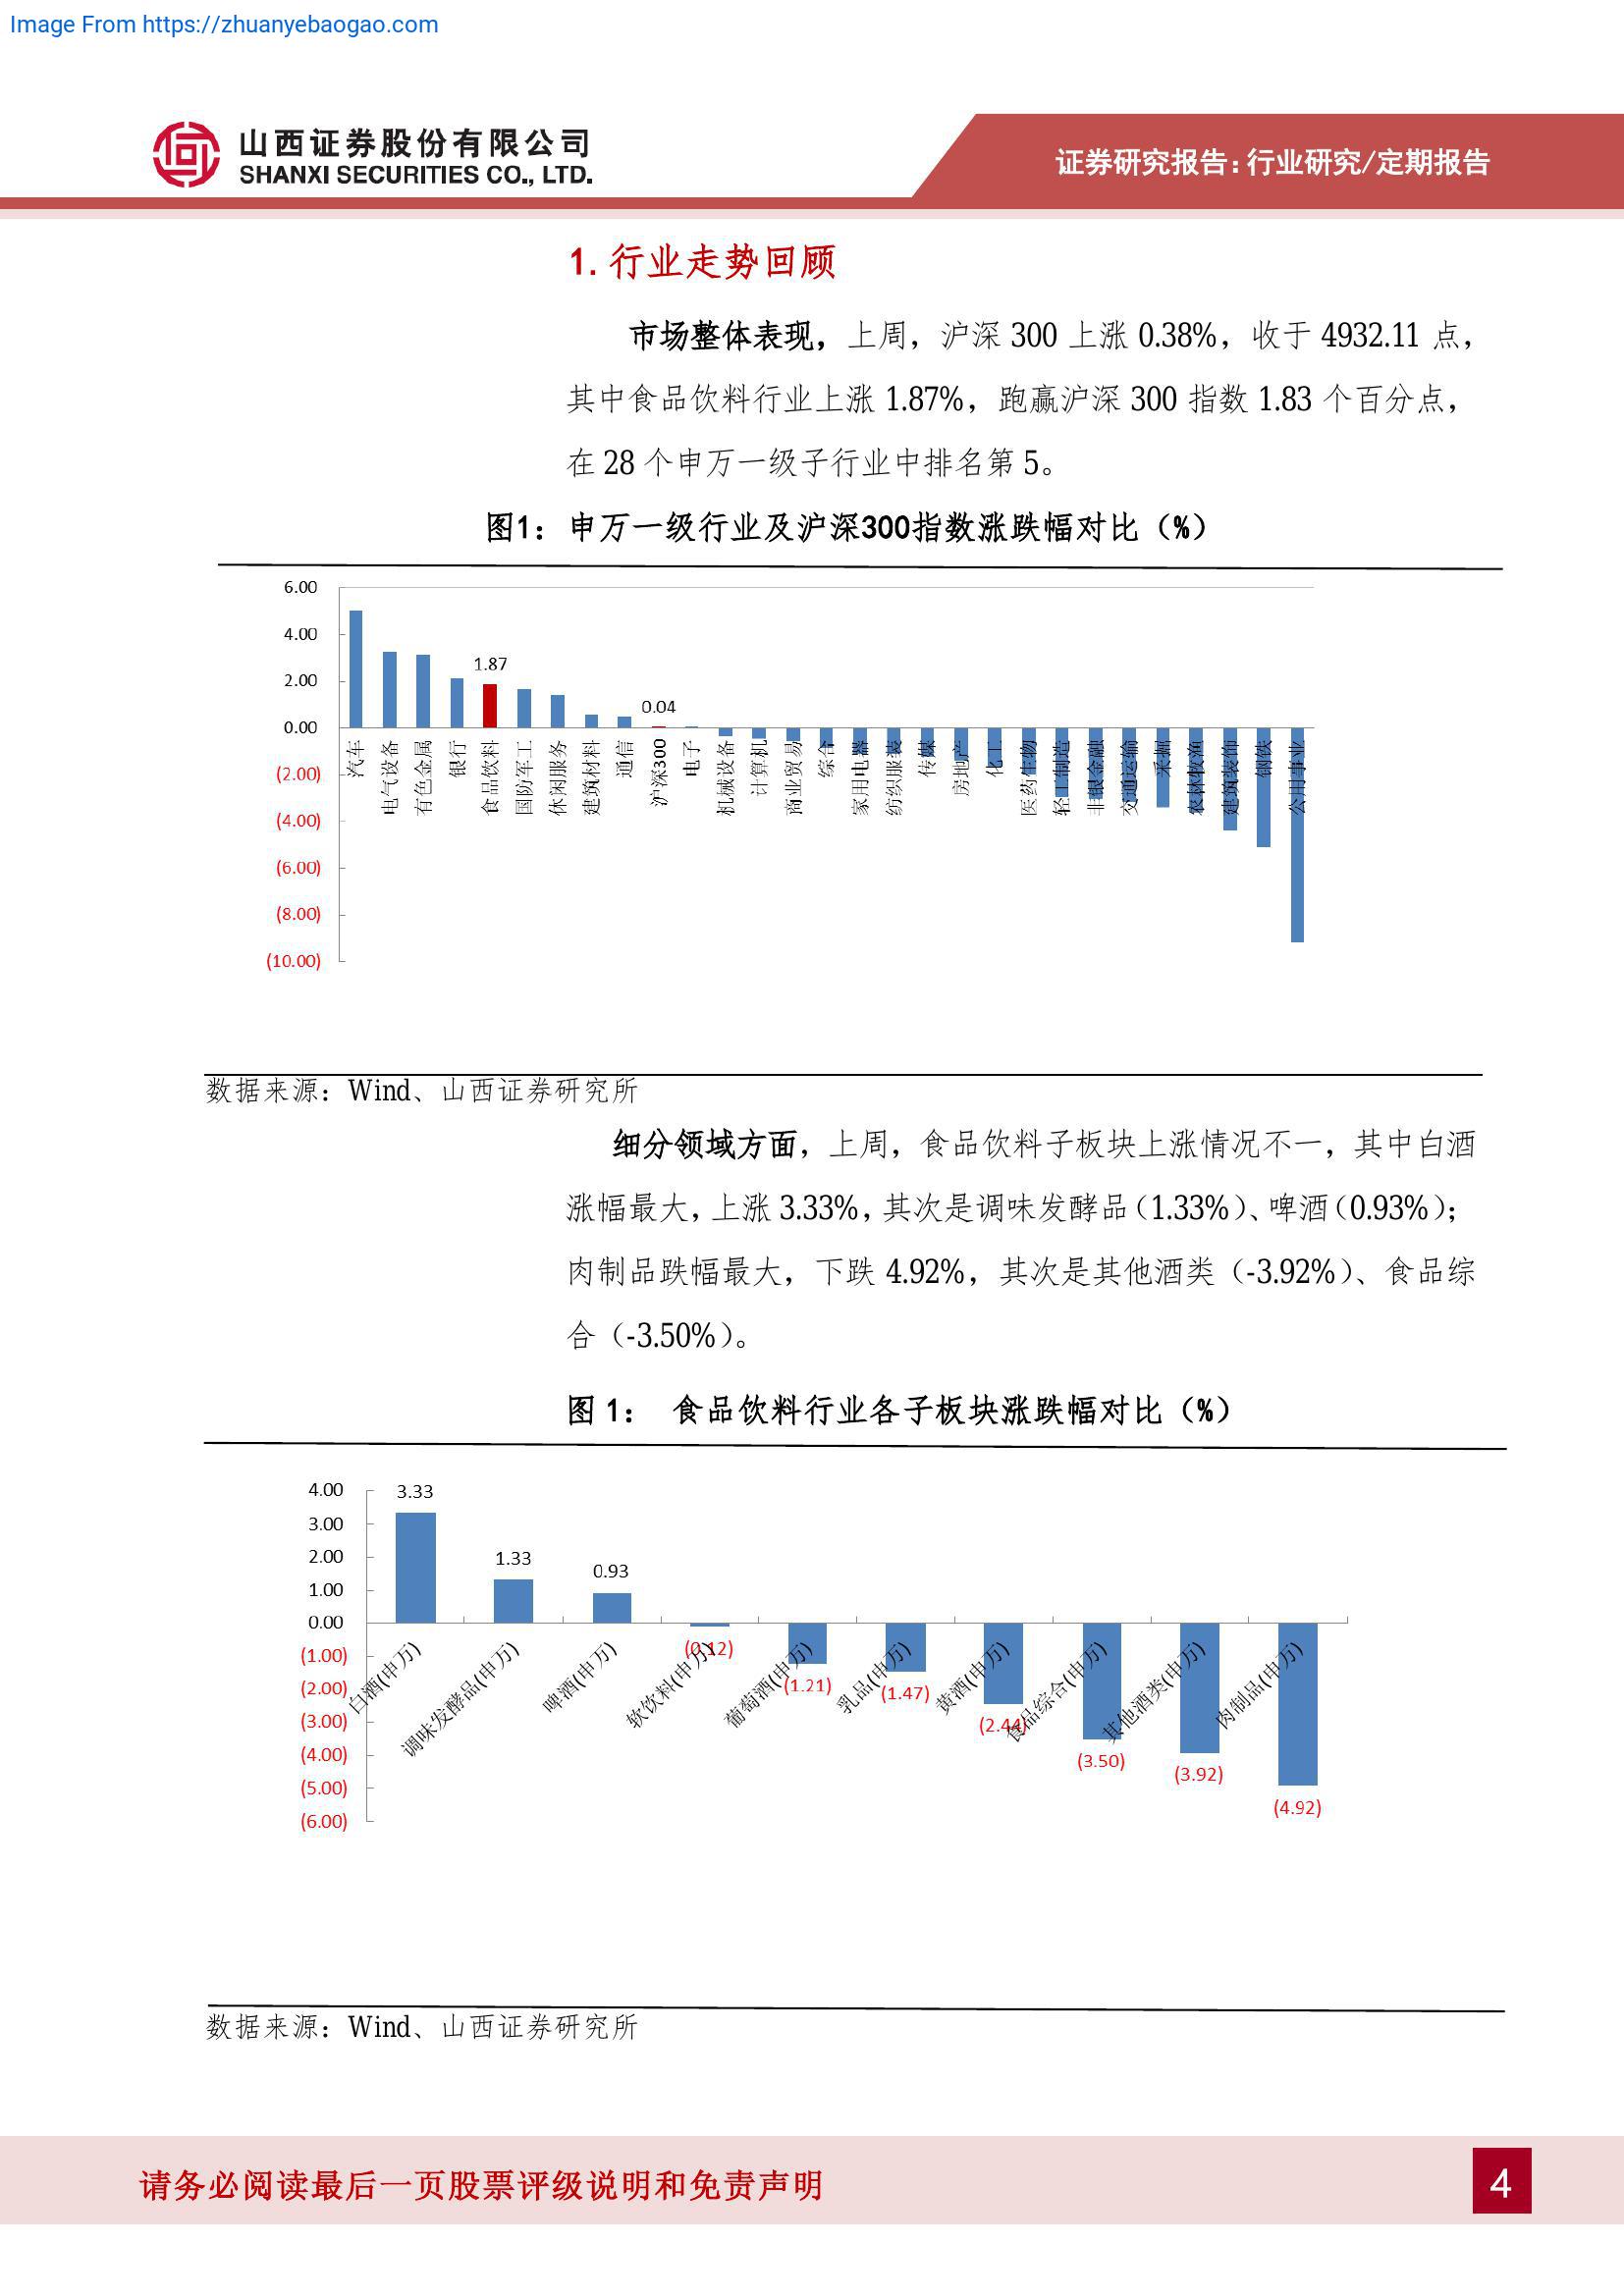 Image From https://zhuanyebaogao.com
山西证券股份有限公司
SHANXI SECURITIES CO., LTD.
证券研究报告:行业研究/定期报告
1.行业走势回顾
市场整体表现，上周，沪深 300 上涨 0.38%，收于 4932.11 点，
其中食品饮料行业上涨 1.87%，跑赢沪深 300 指数 1.83 个百分点，
在 28 个申万一级子行业中排名第 5。
图1：申万一级行业及沪深300指数涨跌幅对比（%）
6.00
4.00
2.00
0.00
(2.00)
(4.00)
(6.00)
(8.00)
(10.00)
1.87
0.04
汽车
电气设备
有色金属
银行
食品饮料
国防军工
休闲服务
建筑材料
通信
沪深300
电子
机械设备
计算机
商业贸易
综合
家用电器
纺织服装
传媒
房地产
化工
医药生物
轻工制造
非银金融
交通运输
采掘
农林牧渔
建筑装饰
钢铁
公用事业
数据来源：Wind、山西证券研究所
细分领域方面，上周，食品饮料子板块上涨情况不一，其中白酒
涨幅最大，上涨 3.33%，其次是调味发酵品（1.33%）、啤酒（0.93%）；
肉制品跌幅最大，下跌 4.92%，其次是其他酒类（-3.92%）、食品综
合（-3.50%）。
图 1： 食品饮料行业各子板块涨跌幅对比（%）
4.00
3.00
2.00
1.00
0.00
(1.00)
(2.00)
(3.00)
(4.00)
(5.00)
(6.00)
3.33
1.33
0.93
(0.12)
(1.21)
(1.47)
(2.44)
(3.50)
(3.92)
(4.92)
白酒(申万)
调味发酵品(申万)
啤酒(申万)
软饮料(申万)
葡萄酒(申万)
乳品(申万)
黄酒(申万)
食品综合(申万)
其他酒类(申万)
肉制品(申万)
数据来源：Wind、山西证券研究所
请务必阅读最后一页股票评级说明和免责声明
4